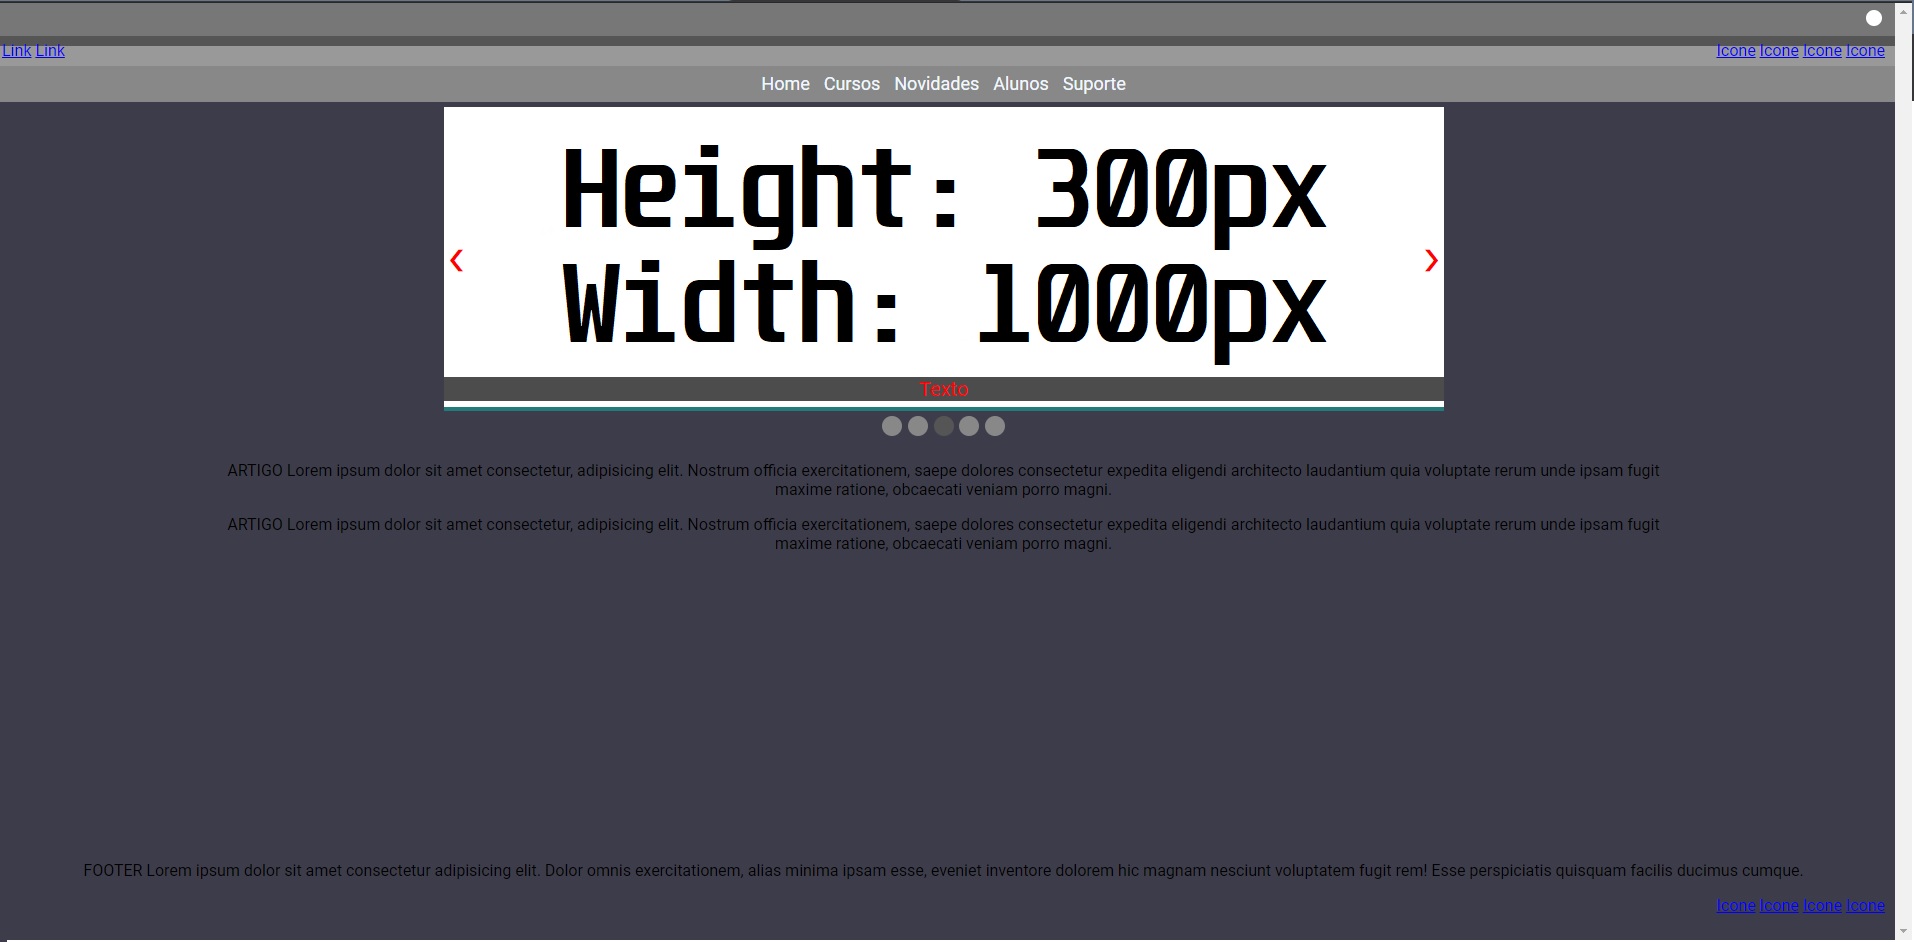 Link Link
Icone Icone Icone Icone
Home Cursos Novidades Alunos Suporte
Height: 300px
‹ ›
Width: 1000px
Texto
ARTIGO Lorem ipsum dolor sit amet consectetur, adipisicing elit. Nostrum officia exercitationem, saepe dolores consectetur expedita eligendi architecto laudantium quia voluptate rerum unde ipsam fugit
maxime ratione, obcaecati veniam porro magni.
ARTIGO Lorem ipsum dolor sit amet consectetur, adipisicing elit. Nostrum officia exercitationem, saepe dolores consectetur expedita eligendi architecto laudantium quia voluptate rerum unde ipsam fugit
maxime ratione, obcaecati veniam porro magni.
FOOTER Lorem ipsum dolor sit amet consectetur adipisicing elit. Dolor omnis exercitationem, alias minima ipsam esse, eveniet inventore dolorem hic magnam nesciunt voluptatem fugit rem! Esse perspiciatis quisquam facilis ducimus cumque.
Icone Icone Icone Icone